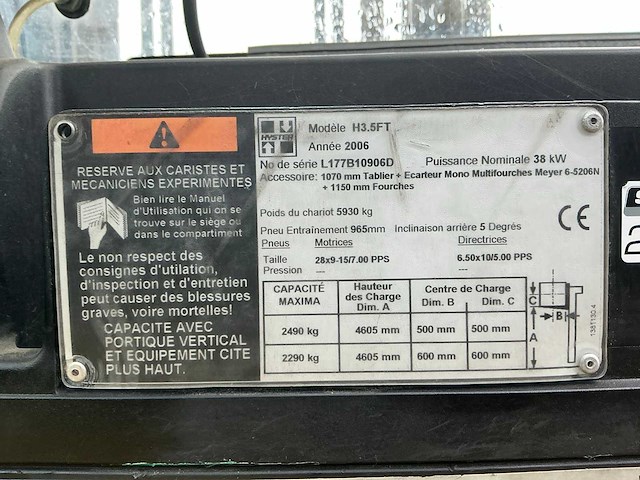 RESERVE AUX CARISTES ET
MECANICIENS EXPERIMENTES
Bien lire le Manuel
d'Utilisation qui on se
trouve sur le siége ou
dans le compartiment
Le non respect des
consignes d'utilation,
d'inspection et d'entretien
peut causer des blessures
graves, voire mortelles!
CAPACITE AVEC
PORTIQUE VERTICAL
ET EQUIPEMENT CITE
PLUS HAUT.
HYSTER
Modèle H3.5FT
Année 2006
No de série L177B10906D Puissance Nominale 38 kW
Accessoire: 1070 mm Tablier + Ecarteur Mono Multifourches Meyer 6-5206N
+ 1150 mm Fourches
Poids du chariot 5930 kg
Pneu Entraînement 965mm Inclinaison arrière 5 Degrés
CE
Pneus Motrices Directrices
Taille 28x9-15/7.00 PPS 6.50x10/5.00 PPS
Pression --- ---
CAPACITÉ MAXIMA Hauteur des Charge Dim. A Centre de Charge Dim. B Dim. C
2490 kg 4605 mm 500 mm 500 mm
2290 kg 4605 mm 600 mm 600 mm
C
B
A
1381130 4